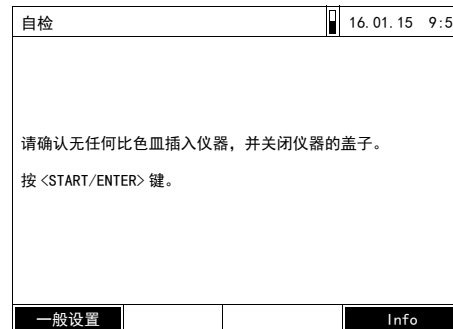 自检 16.01.15 9:5
请确认无任何比色皿插入仪器，并关闭仪器的盖子。
按 <START/ENTER> 键。
一般设置 Info